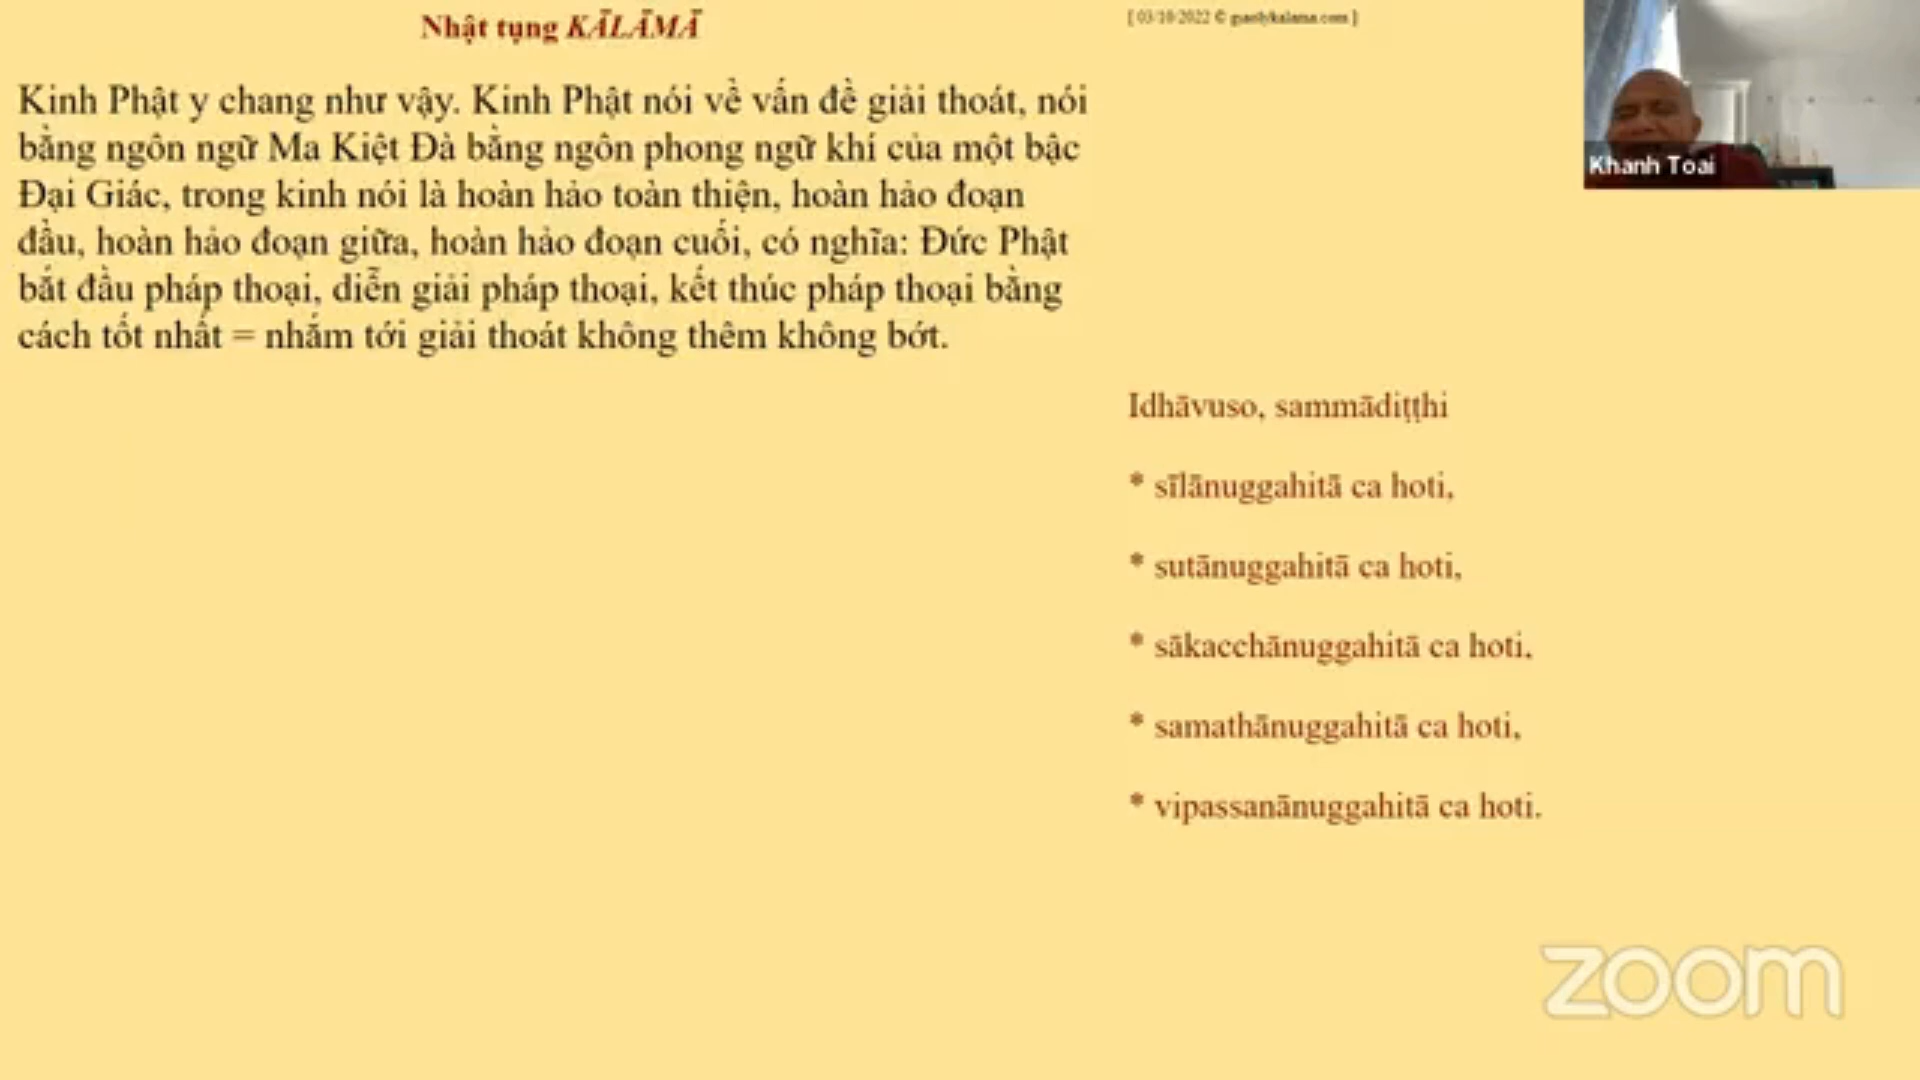 Nhật tụng KĀLĀMĀ
Kinh Phật y chang như vậy. Kinh Phật nói về vấn đề giải thoát, nói
bằng ngôn ngữ Ma Kiệt Đà bằng ngôn phong ngữ khí của một bậc
Đại Giác, trong kinh nói là hoàn hảo toàn thiện, hoàn hảo đoạn
đầu, hoàn hảo đoạn giữa, hoàn hảo đoạn cuối, có nghĩa: Đức Phật
bắt đầu pháp thoại, diễn giải pháp thoại, kết thúc pháp thoại bằng
cách tốt nhất = nhắm tới giải thoát không thêm không bớt.
[ 03/10/2022 © giaolykalama.com ]
Khanh Toai
Idhāvuso, sammādiṭṭhi
* sīlānuggahitā ca hoti,
* sutānuggahitā ca hoti,
* sākacchānuggahitā ca hoti,
* samathānuggahitā ca hoti,
* vipassanānuggahitā ca hoti.
zoom